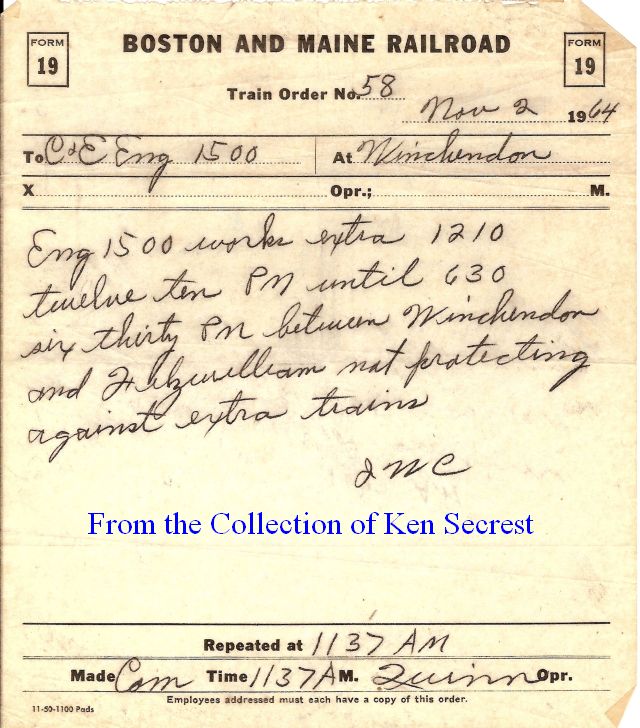 FORM
19
BOSTON AND MAINE RAILROAD
FORM
19
Train Order No. 58
Nov 2 1964
To C&E Eng 1500 At Winchendon
X Opr.; M.
Eng 1500 works extra 1210
twelve ten PM until 630
six thirty PM between Winchendon
and Fitzwilliam not protecting
against extra trains
JWC
From the Collection of Ken Secrest
Repeated at 1137 AM
Made Com Time 1137 A M. Quinn Opr.
Employees addressed must each have a copy of this order.
11-50-1100 Pads